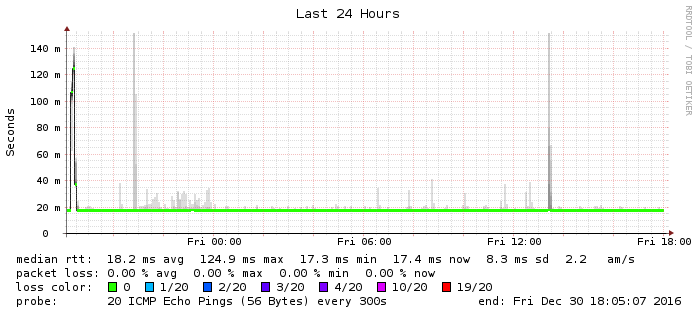 Last 24 Hours
RRDTOOL / TOBI OETIKER
Seconds
140 m
120 m
100 m
80 m
60 m
40 m
20 m
0
Fri 00:00 Fri 06:00 Fri 12:00 Fri 18:00
median rtt: 18.2 ms avg 124.9 ms max 17.3 ms min 17.4 ms now 8.3 ms sd 2.2 am/s
packet loss: 0.00 % avg 0.00 % max 0.00 % min 0.00 % now
loss color: 0 1/20 2/20 3/20 4/20 10/20 19/20
probe: 20 ICMP Echo Pings (56 Bytes) every 300s end: Fri Dec 30 18:05:07 2016